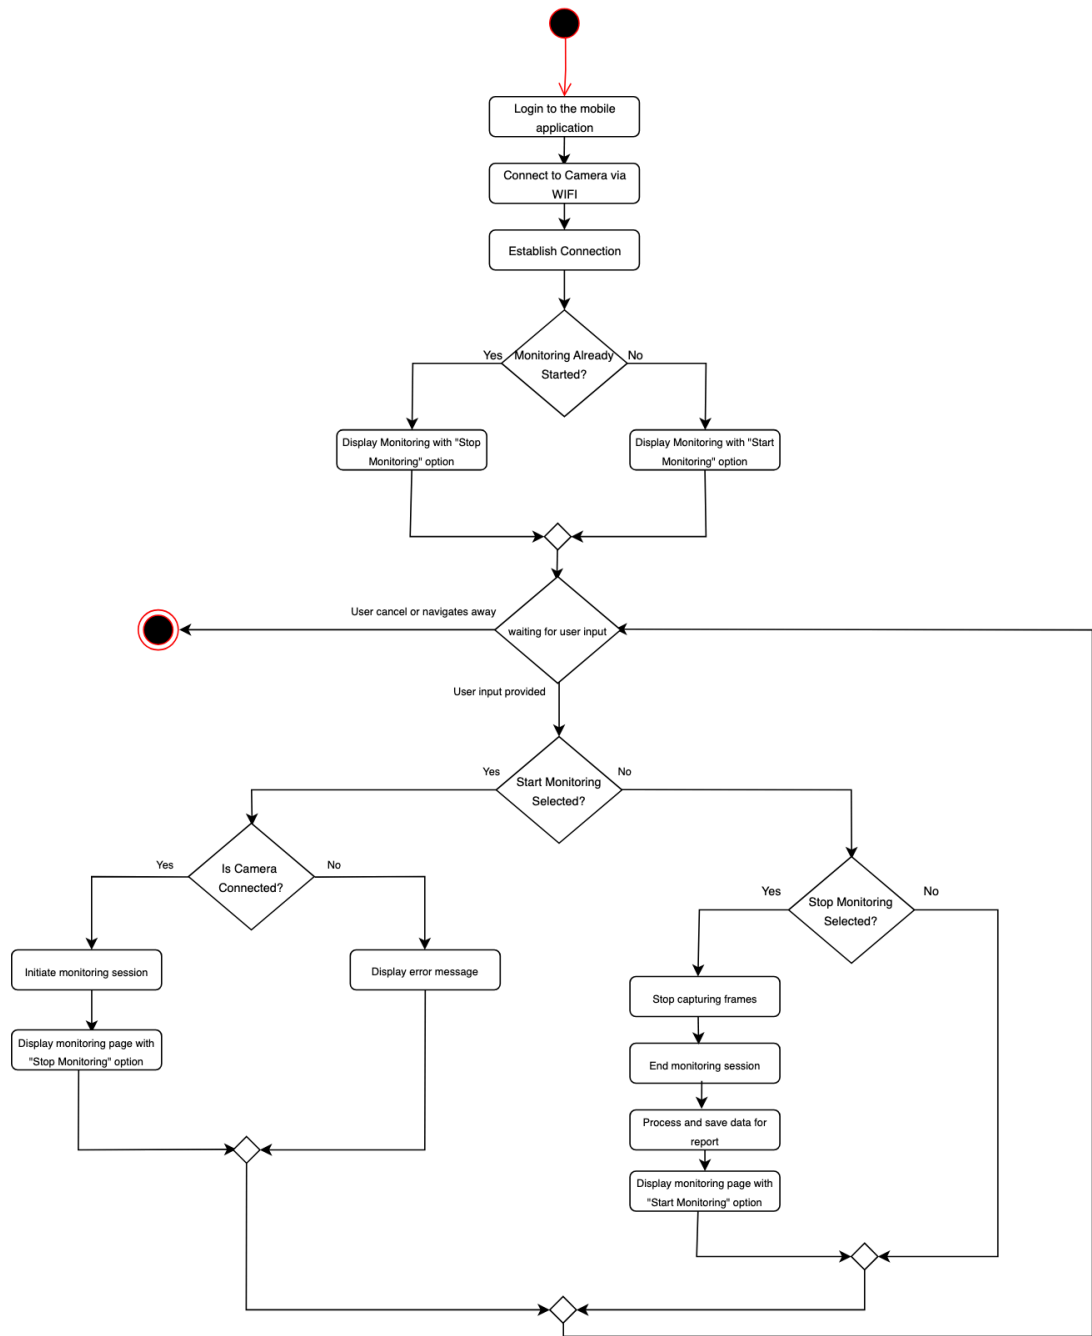 Login to the mobile
application
Connect to Camera via
WIFI
Establish Connection
Yes
Monitoring Already
Started?
No
Display Monitoring with "Stop
Monitoring" option
Display Monitoring with "Start
Monitoring" option
User cancel or navigates away
waiting for user input
User input provided
Yes
Start Monitoring
Selected?
No
Yes
Is Camera
Connected?
No
Yes
Stop Monitoring
Selected?
No
Initiate monitoring session
Display error message
Stop capturing frames
Display monitoring page with
"Stop Monitoring" option
End monitoring session
Process and save data for
report
Display monitoring page with
"Start Monitoring" option